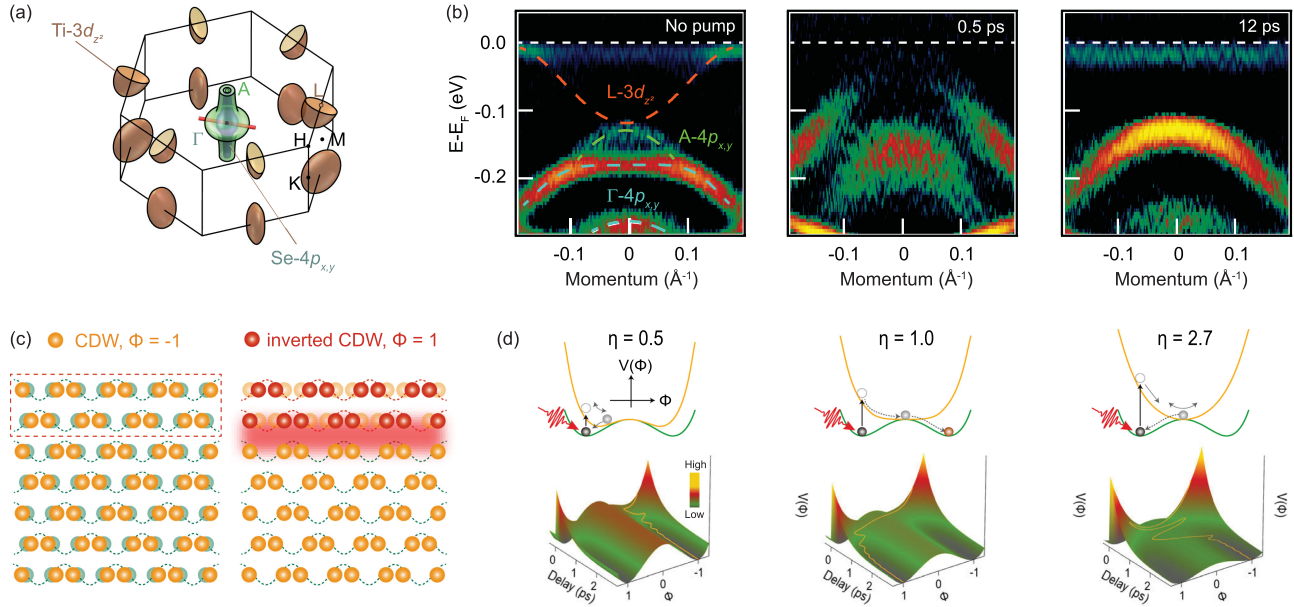 (a)
Ti-3d_z²
A
L
Γ
H
M
K
Se-4p_x,y
(b)
No pump
0.5 ps
12 ps
E-E_F (eV)
0.0
-0.1
-0.2
L-3d_z²
A-4p_x,y
Γ-4p_x,y
-0.1 0 0.1
-0.1 0 0.1
-0.1 0 0.1
Momentum (Å⁻¹)
Momentum (Å⁻¹)
Momentum (Å⁻¹)
(c)
CDW, Φ = -1
inverted CDW, Φ = 1
(d)
η = 0.5
η = 1.0
η = 2.7
V(Φ)
Φ
High
Low
V(Φ)
V(Φ)
0
1
2
Delay (ps)
1 0 -1
Φ
0
1
2
Delay (ps)
1 0 -1
Φ
0
1
2
Delay (ps)
1 0 -1
Φ